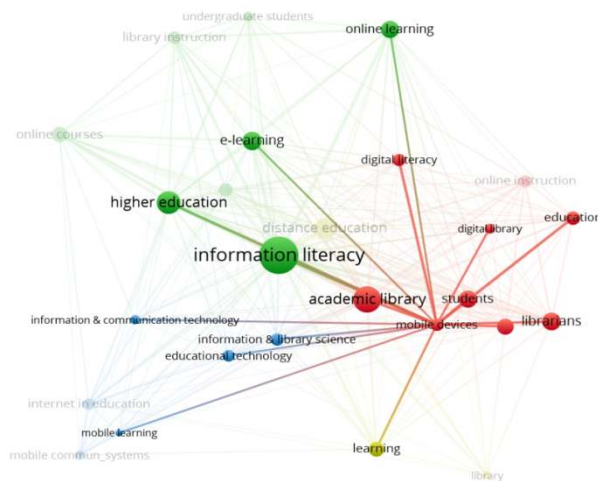 undergraduate students
online learning
library instruction
online courses
e-learning
digital literacy
online instruction
higher education
education
distance education
digital library
information literacy
academic library
students
information & communication technology
mobile devices
librarians
information & library science
educational technology
internet in education
mobile learning
learning
mobile commun_systems
library